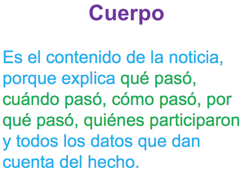 Cuerpo
Es el contenido de la noticia,
porque explica qué pasó,
cuándo pasó, cómo pasó, por
qué pasó, quiénes participaron
y todos los datos que dan
cuenta del hecho.